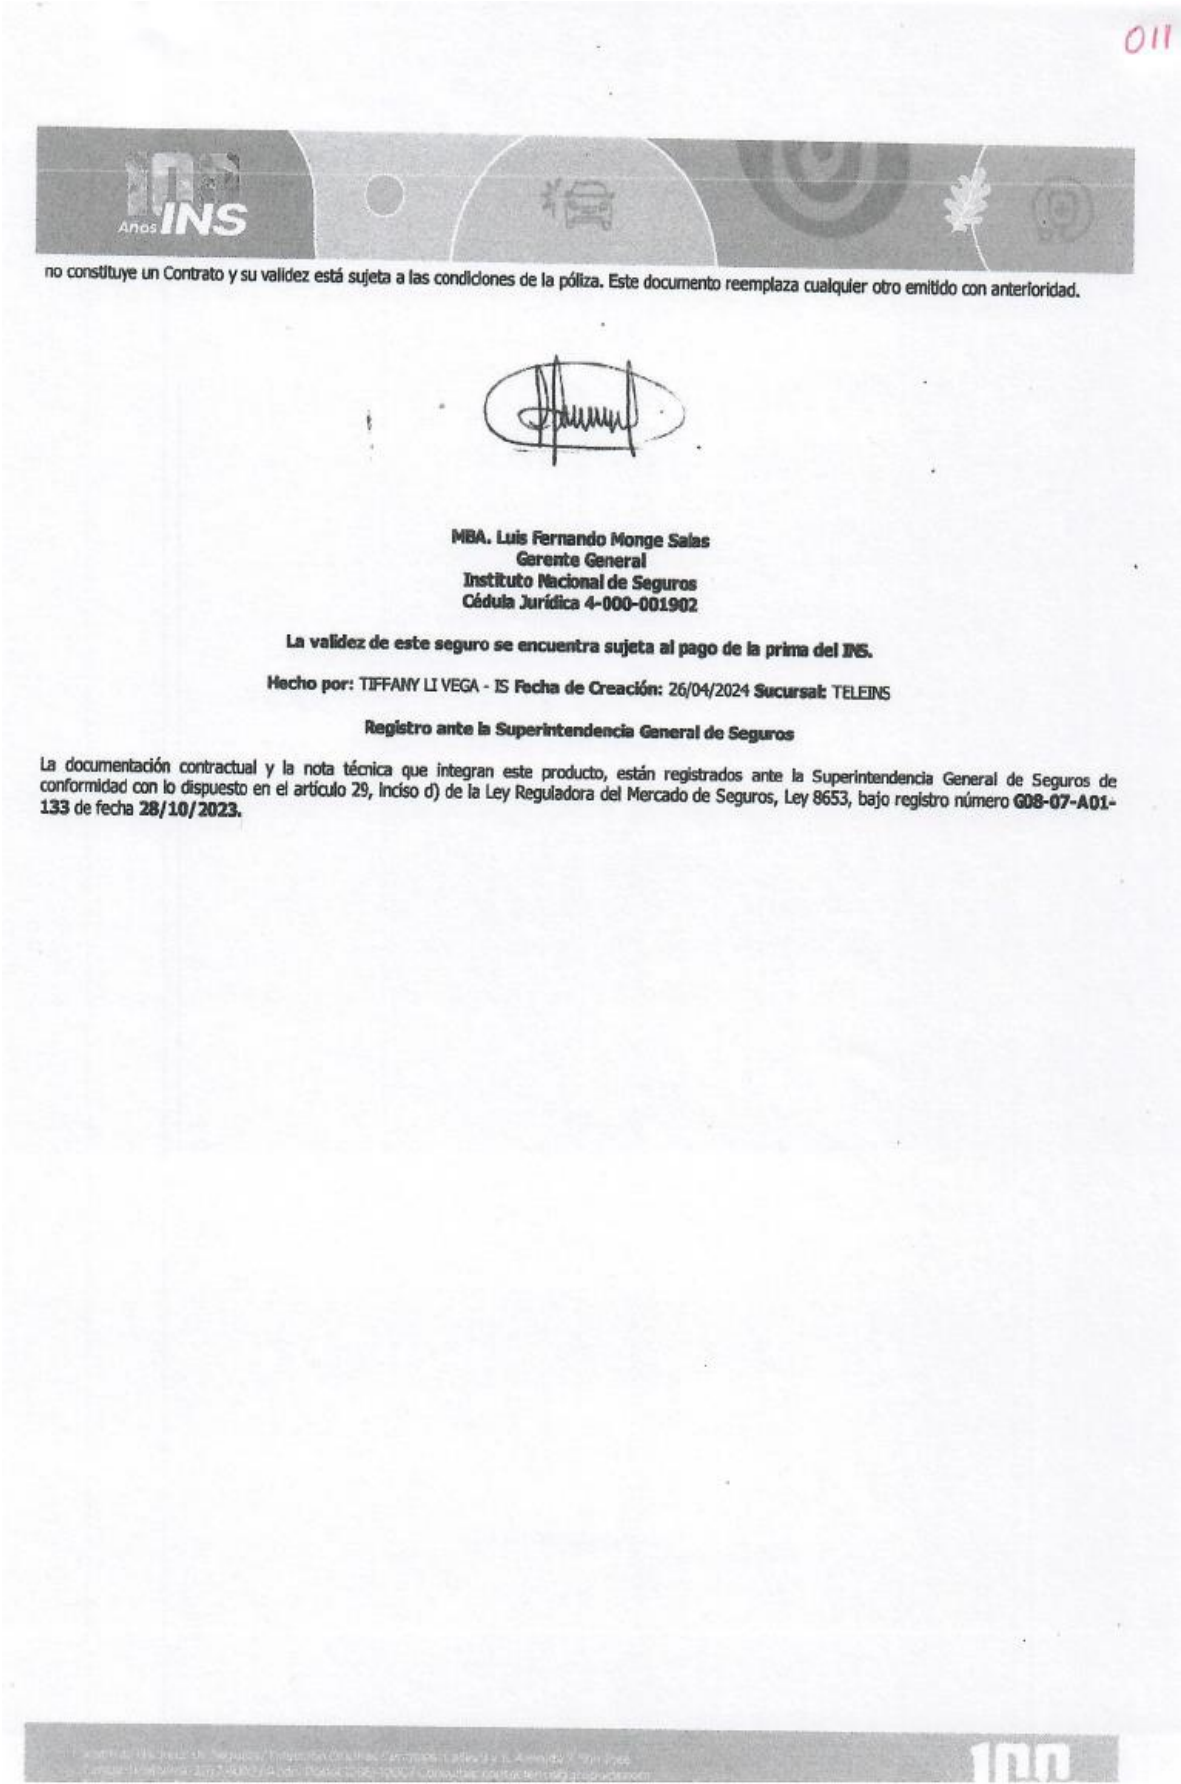 011
100
Anos INS
no constituye un Contrato y su validez está sujeta a las condiciones de la póliza. Este documento reemplaza cualquier otro emitido con anterioridad.
MBA. Luis Fernando Monge Salas
Gerente General
Instituto Nacional de Seguros
Cédula Jurídica 4-000-001902
La validez de este seguro se encuentra sujeta al pago de la prima del INS.
Hecho por: TIFFANY LI VEGA - IS Fecha de Creación: 26/04/2024 Sucursal: TELEINS
Registro ante la Superintendencia General de Seguros
La documentación contractual y la nota técnica que integran este producto, están registrados ante la Superintendencia General de Seguros de
conformidad con lo dispuesto en el artículo 29, inciso d) de la Ley Reguladora del Mercado de Seguros, Ley 8653, bajo registro número G08-07-A01-
133 de fecha 28/10/2023.
100